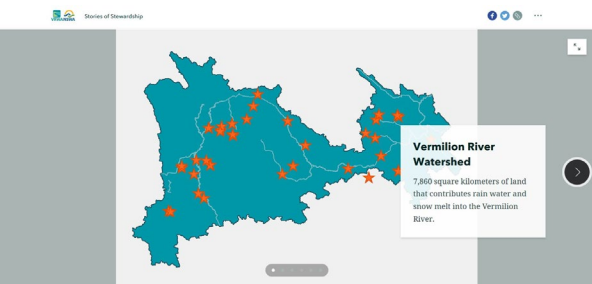 VRWA
Stories of Stewardship
Vermilion River
Watershed
7,860 square kilometers of land
that contributes rain water and
snow melt into the Vermilion
River.